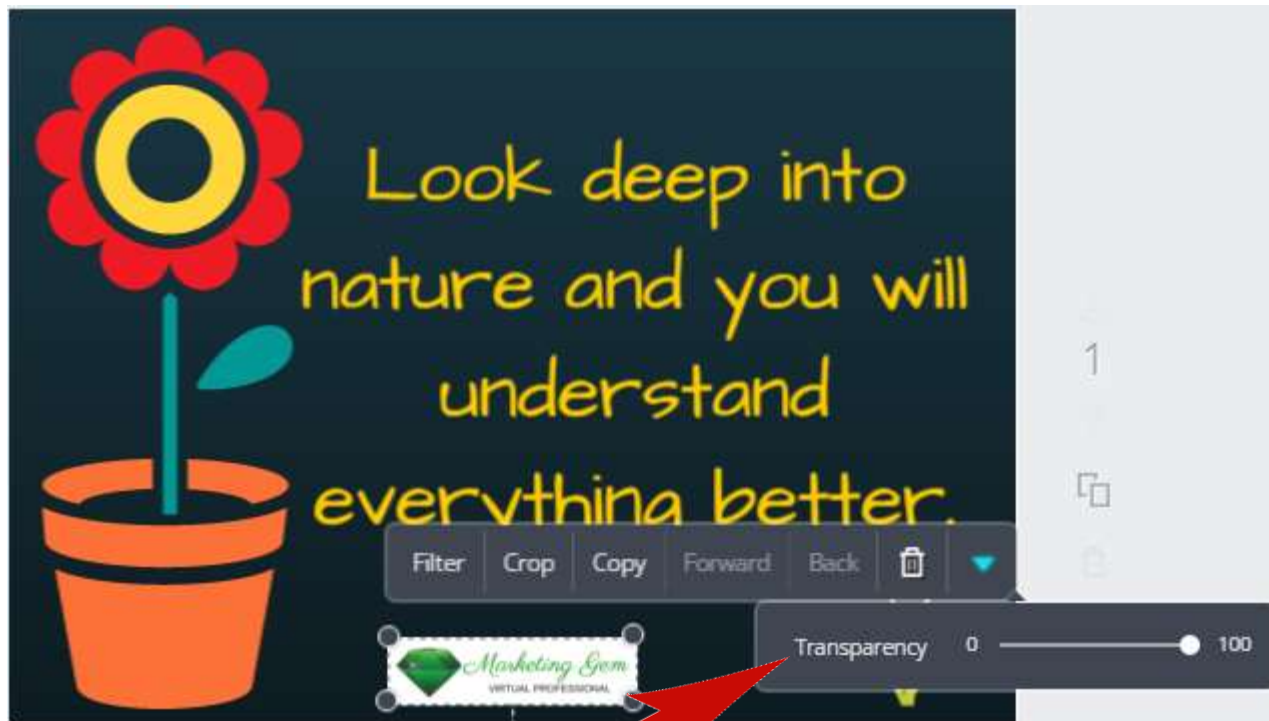 Look deep into
nature and you will
understand
everything better.
1
Filter Crop Copy Forward Back
Transparency 0 100
Marketing Gem
VIRTUAL PROFESSIONAL